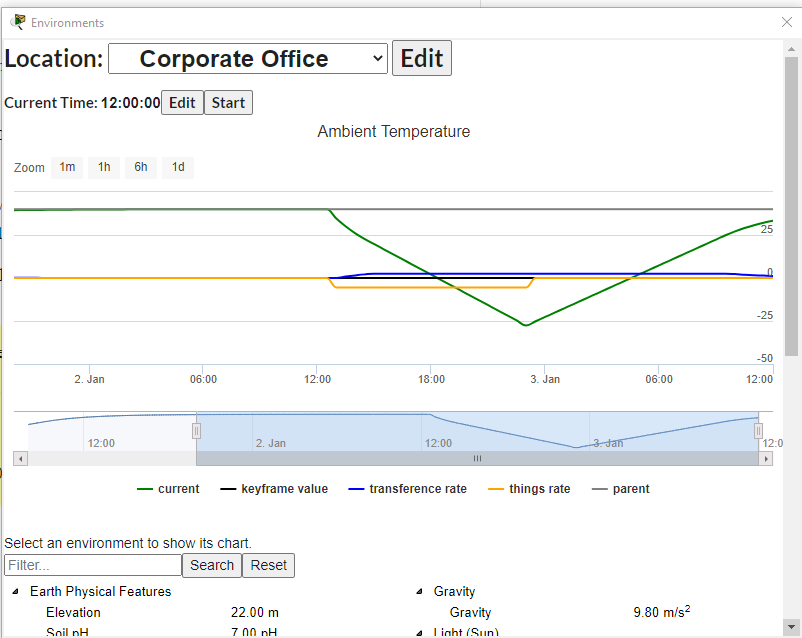 Environments
Location: Corporate Office Edit
Current Time: 12:00:00 Edit Start
Ambient Temperature
Zoom 1m 1h 6h 1d
25
0
-25
-50
2. Jan 06:00 12:00 18:00 3. Jan 06:00 12:00
12:00 2. Jan 12:00 3. Jan 12:0
current keyframe value transference rate things rate parent
Select an environment to show its chart.
Filter... Search Reset
Earth Physical Features Gravity
Elevation 22.00 m Gravity 9.80 m/s²
Soil pH 7.00 pH Light (Sun)